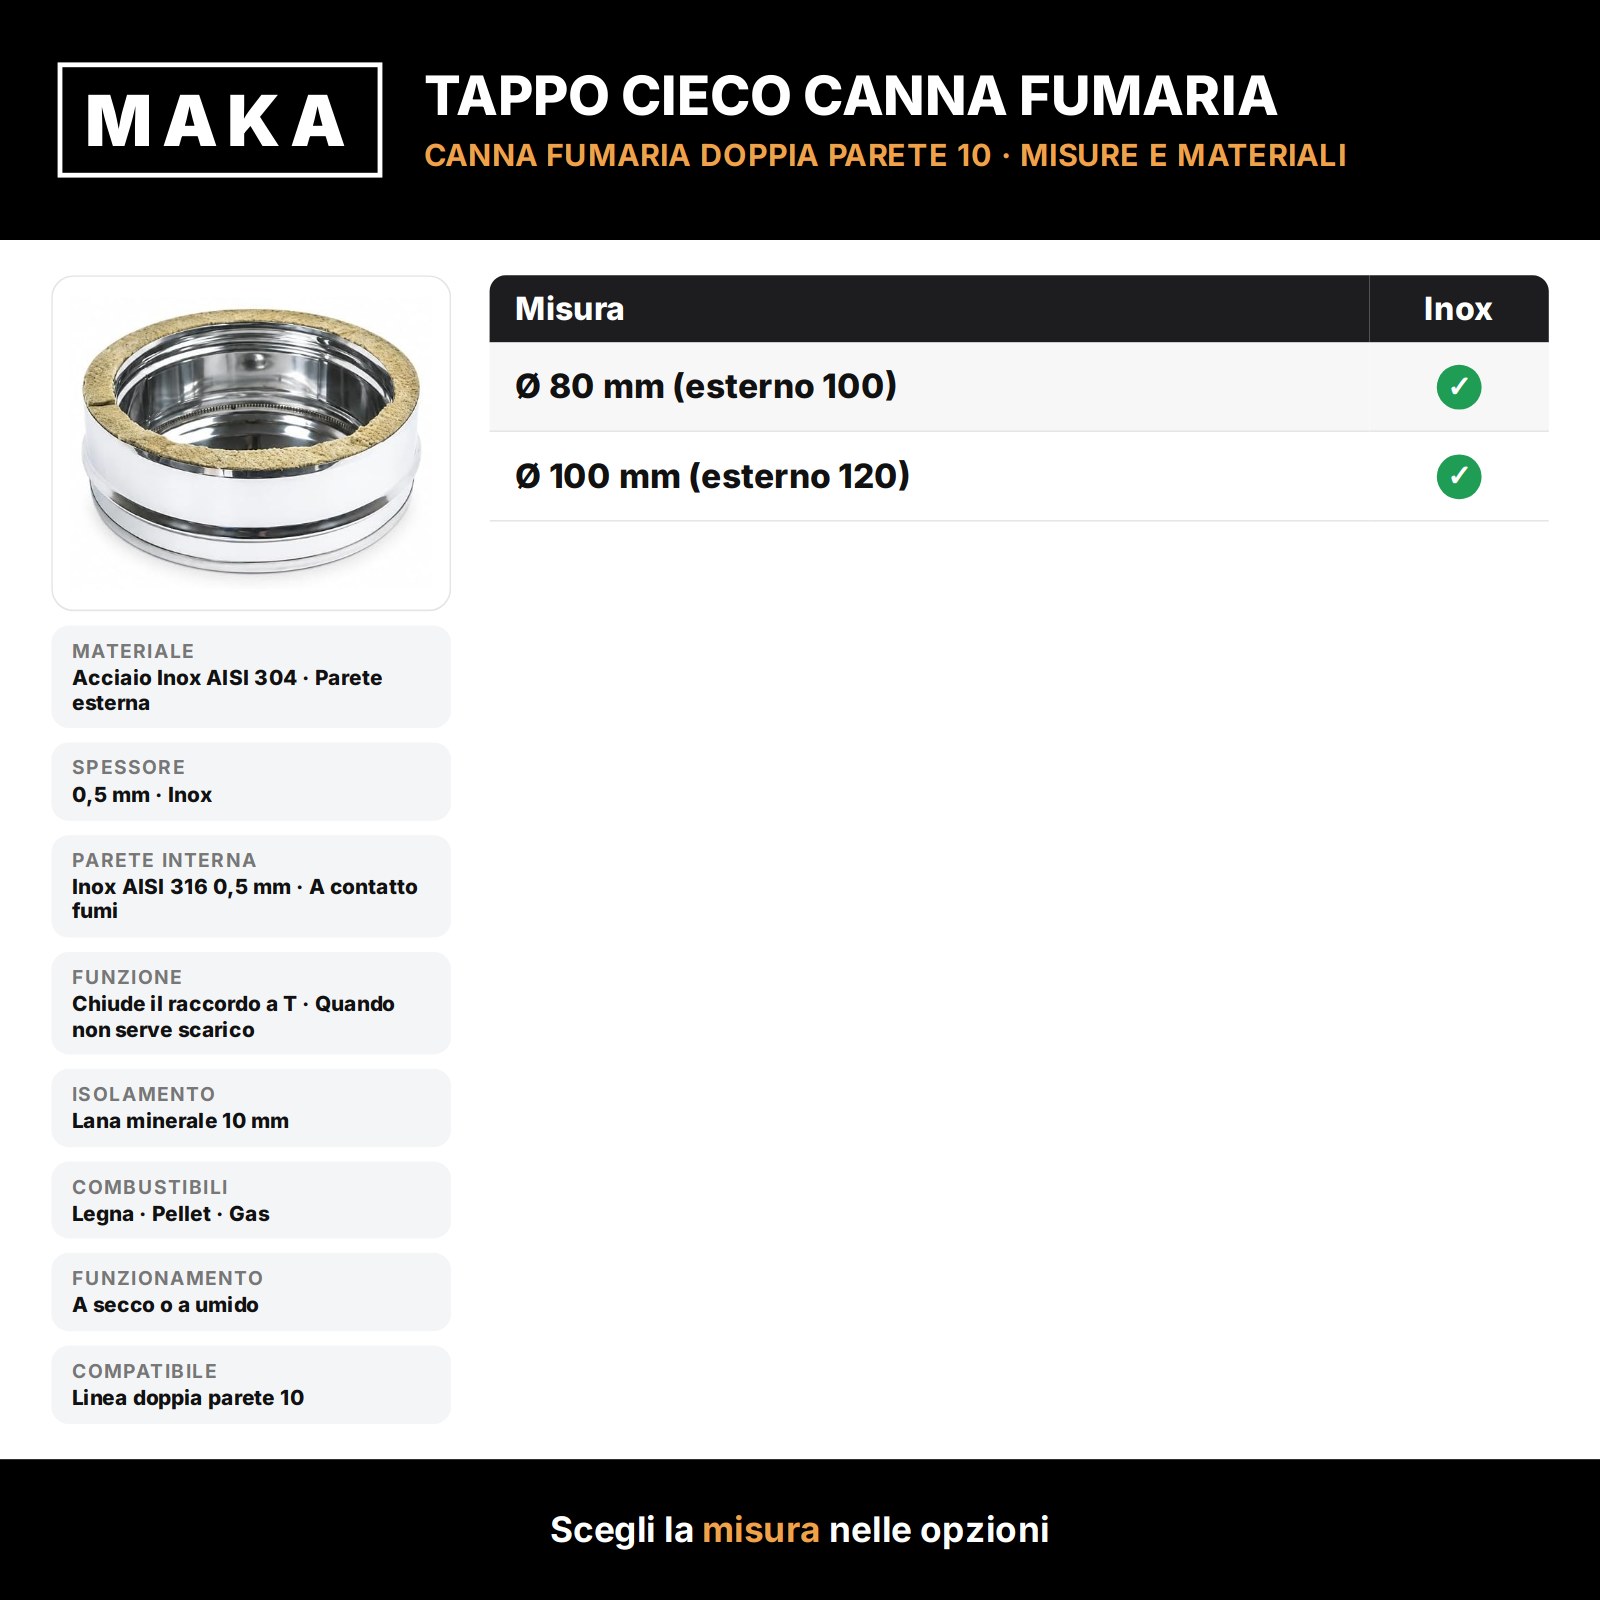 MAKA
TAPPO CIECO CANNA FUMARIA
CANNA FUMARIA DOPPIA PARETE 10 · MISURE E MATERIALI
Misura Inox
Ø 80 mm (esterno 100) ✓
Ø 100 mm (esterno 120) ✓
MATERIALE
Acciaio Inox AISI 304 · Parete
esterna
SPESSORE
0,5 mm · Inox
PARETE INTERNA
Inox AISI 316 0,5 mm · A contatto
fumi
FUNZIONE
Chiude il raccordo a T · Quando
non serve scarico
ISOLAMENTO
Lana minerale 10 mm
COMBUSTIBILI
Legna · Pellet · Gas
FUNZIONAMENTO
A secco o a umido
COMPATIBILE
Linea doppia parete 10
Scegli la misura nelle opzioni